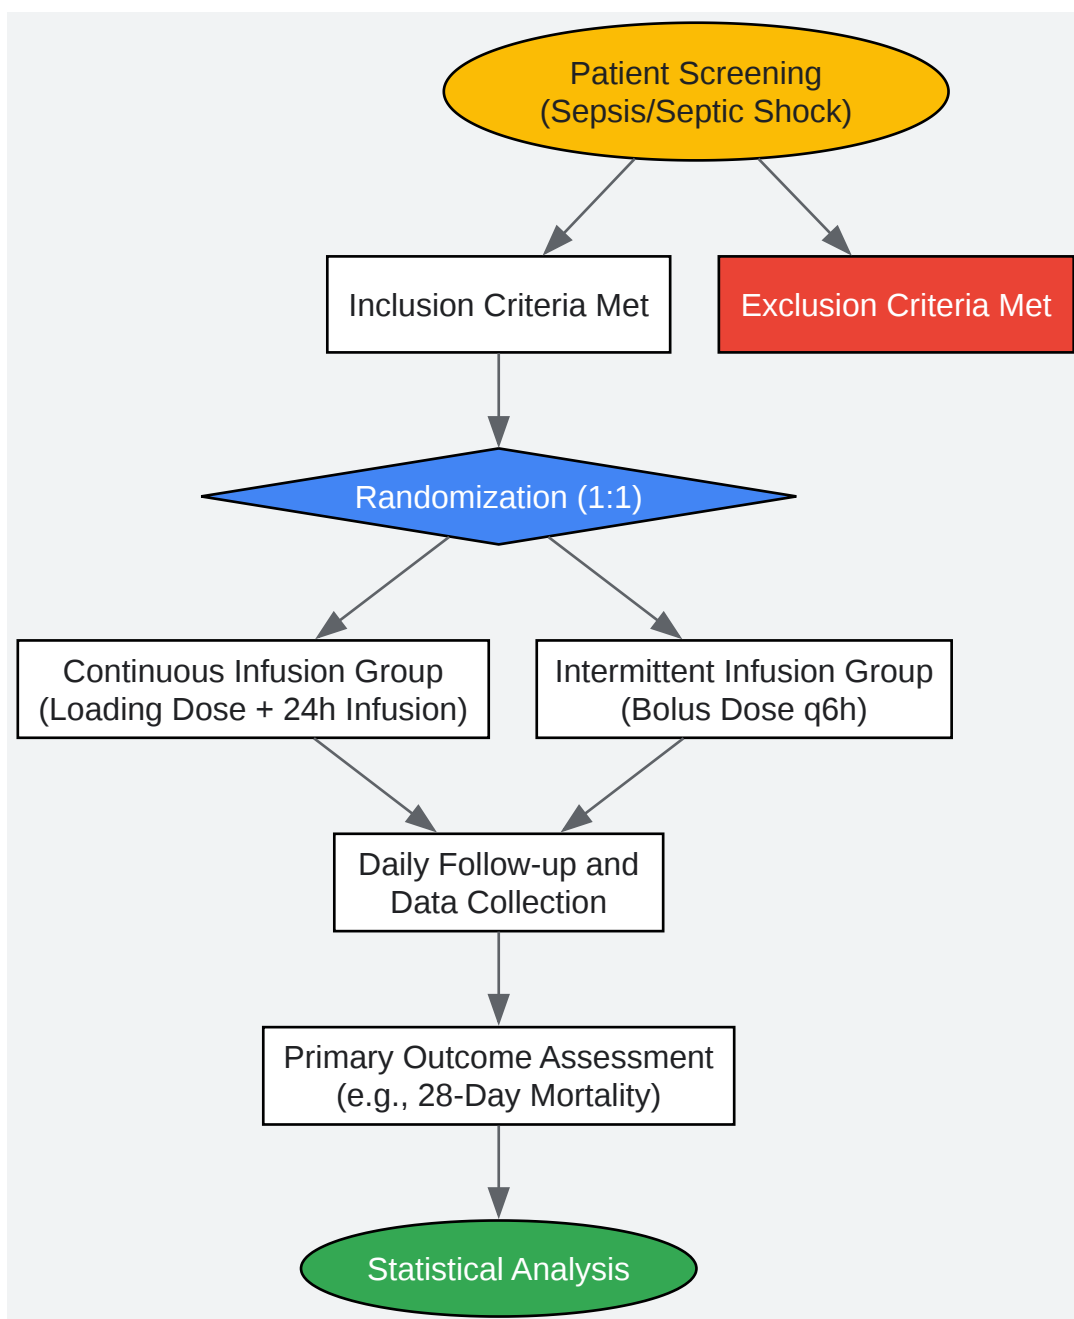 Patient Screening
(Sepsis/Septic Shock)
Inclusion Criteria Met
Exclusion Criteria Met
Randomization (1:1)
Continuous Infusion Group
(Loading Dose + 24h Infusion)
Intermittent Infusion Group
(Bolus Dose q6h)
Daily Follow-up and
Data Collection
Primary Outcome Assessment
(e.g., 28-Day Mortality)
Statistical Analysis